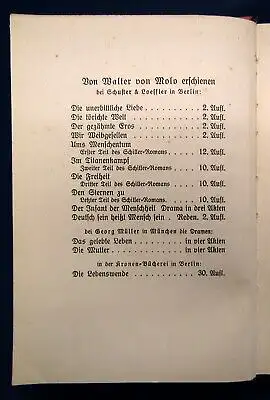 Von Walter von Molo erschienen
bei Schuster & Loeffler in Berlin:
Die unerbittliche Liebe . . . . . . . . . . 2. Aufl.
Die törichte Welt . . . . . . . . . . . . 2. Aufl.
Der gezähmte Eros . . . . . . . . . . . 2. Aufl.
Wir Weibgesellen . . . . . . . . . . . . 2. Aufl.
Ums Menschentum
Erster Teil des Schiller-Romans . . . . . . . . 12. Aufl.
Im Titanenkampf
Zweiter Teil des Schiller-Romans . . . . . . . 10. Aufl.
Die Freiheit
Dritter Teil des Schiller-Romans . . . . . . . 10. Aufl.
Den Sternen zu
Letzter Teil des Schiller-Romans . . . . . . . 10. Aufl.
Der Infant der Menschheit Drama in drei Akten
Deutsch sein heißt Mensch sein . Reden. 2. Aufl.
bei Georg Müller in München die Dramen:
Das gelebte Leben . . . . . . . . in vier Akten
Die Mutter . . . . . . . . . . . in vier Akten
in der Kronen-Bücherei in Berlin:
Die Lebenswende . . . . . . . . . 30. Aufl.